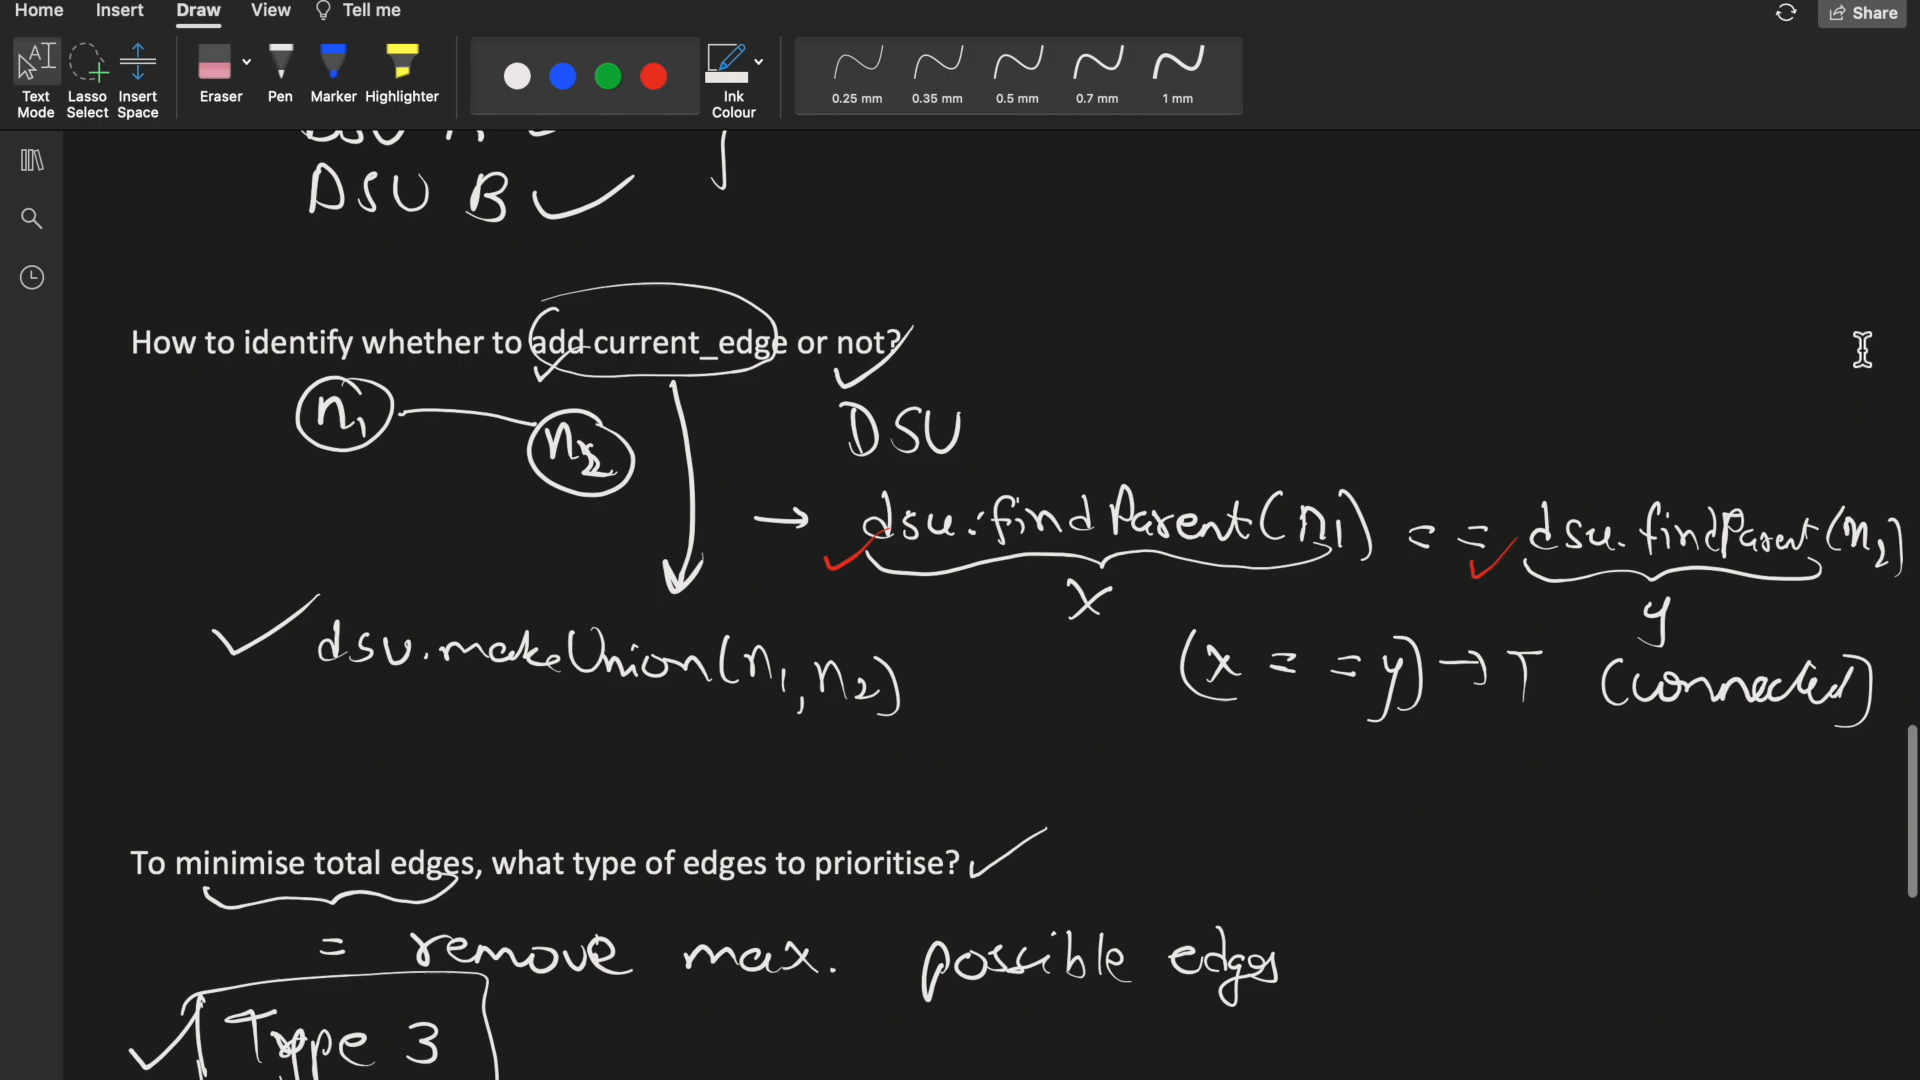 Home Insert Draw View Tell me Share
Text Mode Lasso Select Insert Space Eraser Pen Marker Highlighter Ink Colour 0.25 mm 0.35 mm 0.5 mm 0.7 mm 1 mm
DSU A
DSU B
How to identify whether to add current_edge or not?
n1 n2 DSU
dsu.findParent(n1) == dsu.findParent(n2)
x y
dsu.makeUnion(n1, n2) (x == y) → T (connected)
To minimise total edges, what type of edges to prioritise?
= remove max. possible edges
Type 3